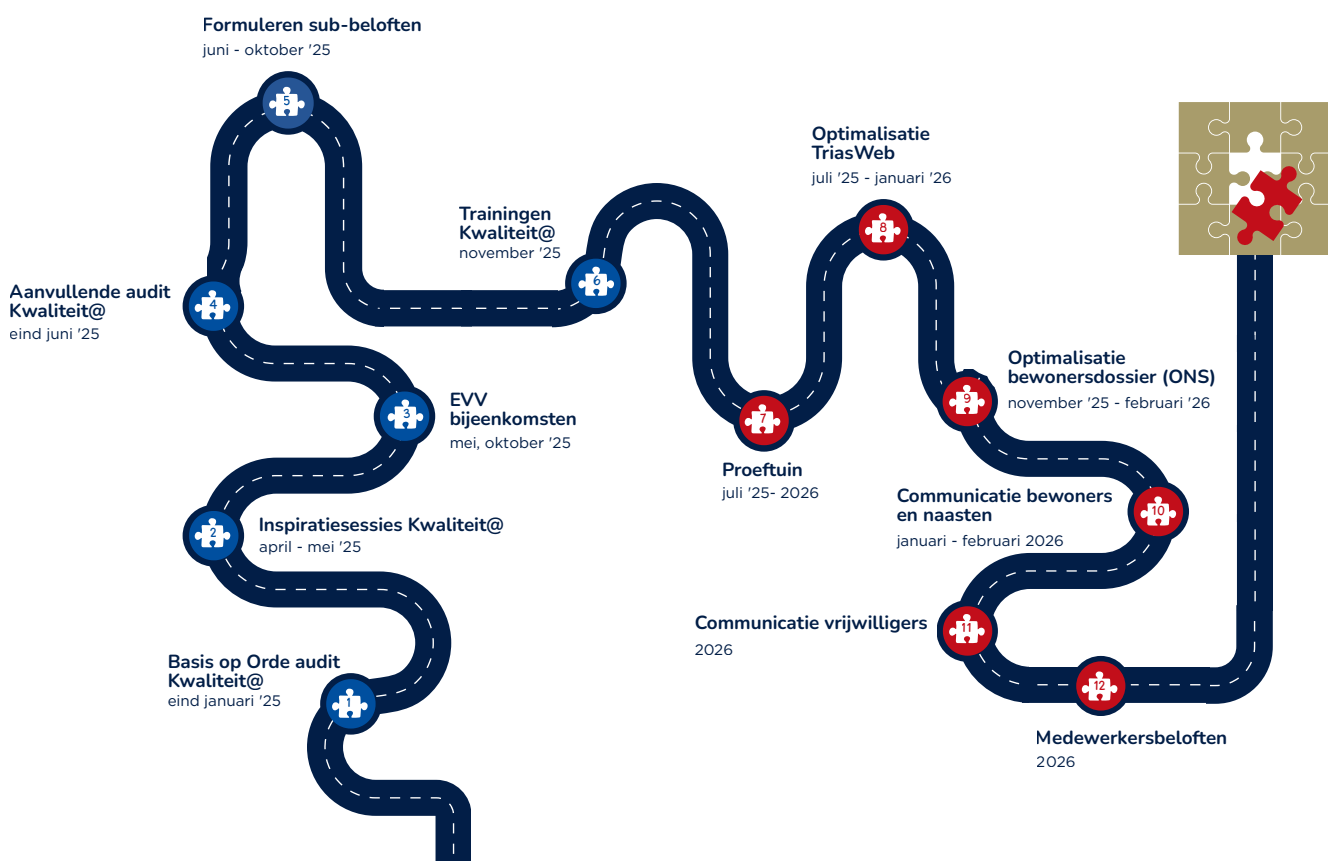 Formuleren sub-beloften
juni - oktober '25
5
Optimalisatie
TriasWeb
juli '25 - januari '26
8
Trainingen
Kwaliteit@
november '25
6
Aanvullende audit
Kwaliteit@
eind juni '25
4
EVV
bijeenkomsten
mei, oktober '25
3
Optimalisatie
bewonersdossier (ONS)
november '25 - februari '26
9
7
Proeftuin
juli '25- 2026
Communicatie bewoners
en naasten
januari - februari 2026
10
2
Inspiratiesessies Kwaliteit@
april - mei '25
Communicatie vrijwilligers
2026
11
Basis op Orde audit
Kwaliteit@
eind januari '25
1
12
Medewerkersbeloften
2026